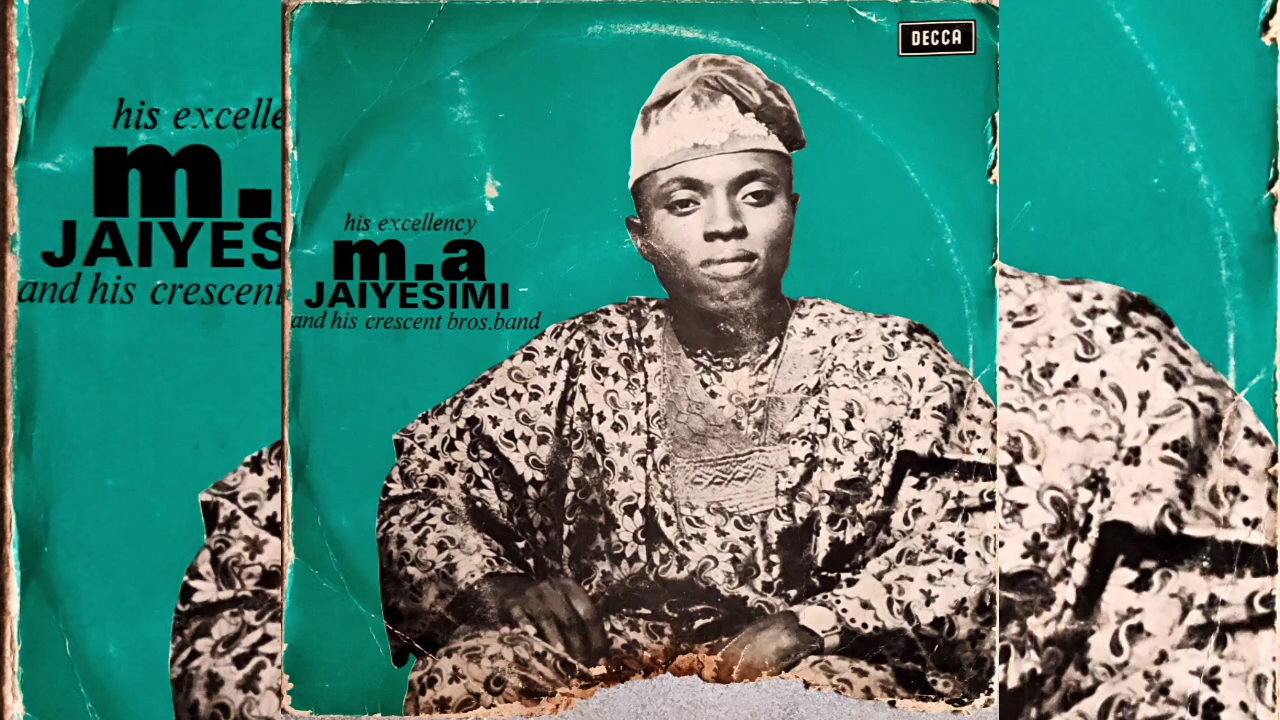 DECCA
his excellency
m.a
JAIYESIMI
and his crescent bros.band
his excelle
m.
JAIYES
and his crescent